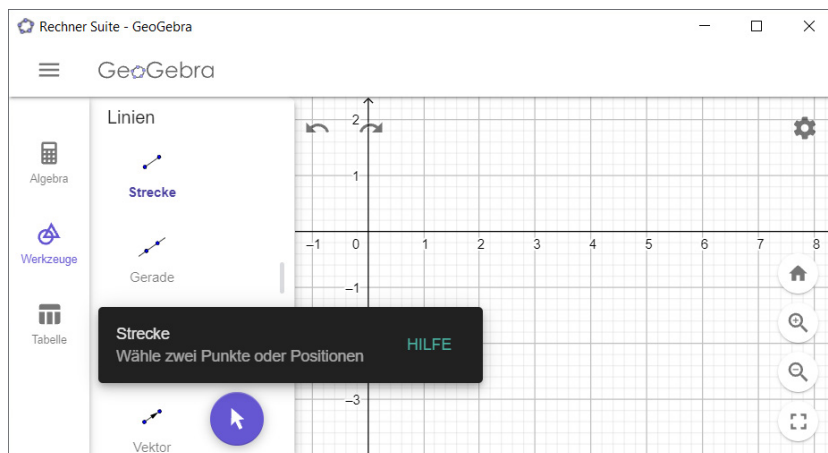 Rechner Suite - GeoGebra
GeoGebra
Algebra
Werkzeuge
Tabelle
Linien
Strecke
Gerade
Strecke
Wähle zwei Punkte oder Positionen
HILFE
Vektor
2
1
–1 0 1 2 3 4 5 6 7 8
–1
–3